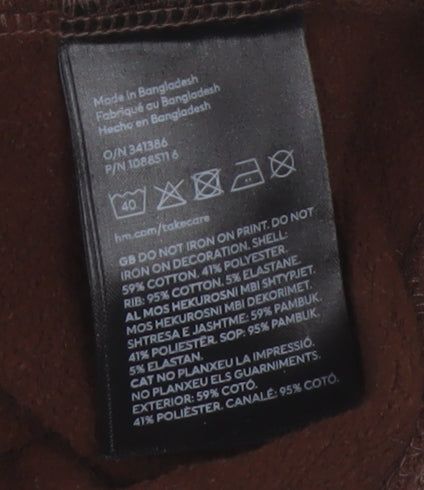 Made in Bangladesh
Fabriqué au Bangladesh
Hecho en Bangladesh
O/N 341386
P/N 1088511 6
40
hm.com/takecare
GB DO NOT IRON ON PRINT. DO NOT
IRON ON DECORATION. SHELL:
59% COTTON. 41% POLYESTER.
RIB: 95% COTTON. 5% ELASTANE.
AL MOS HEKUROSNI MBI SHTYPJET.
MOS HEKUROSNI MBI DEKORIMET.
SHTRESA E JASHTME: 59% PAMBUK.
41% POLIESTËR. SOP: 95% PAMBUK.
5% ELASTAN.
CAT NO PLANXEU LA IMPRESSIÓ.
NO PLANXEU ELS GUARNIMENTS.
EXTERIOR: 59% COTÓ.
41% POLIÈSTER. CANALÉ: 95% COTÓ.